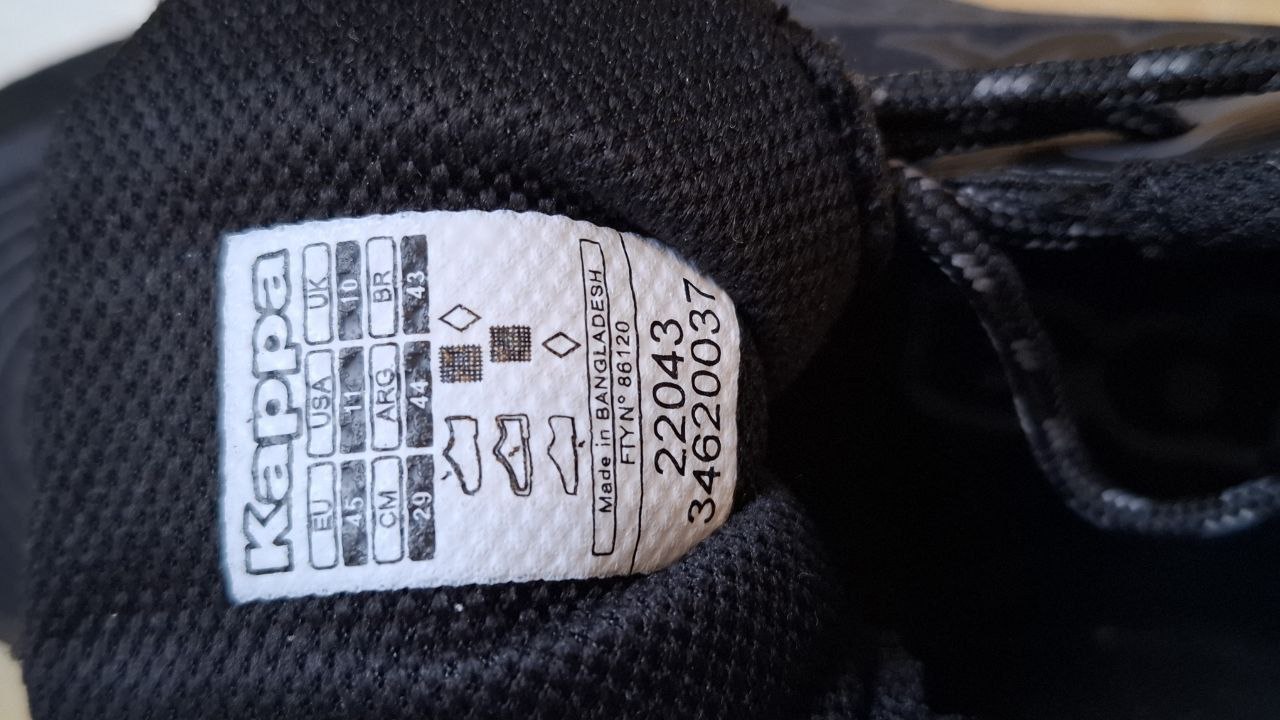 Kappa
EU USA UK
45 11 10
CM ARG BR
29 44 43
Made in BANGLADESH
FTY N° 86120
22043
34620037